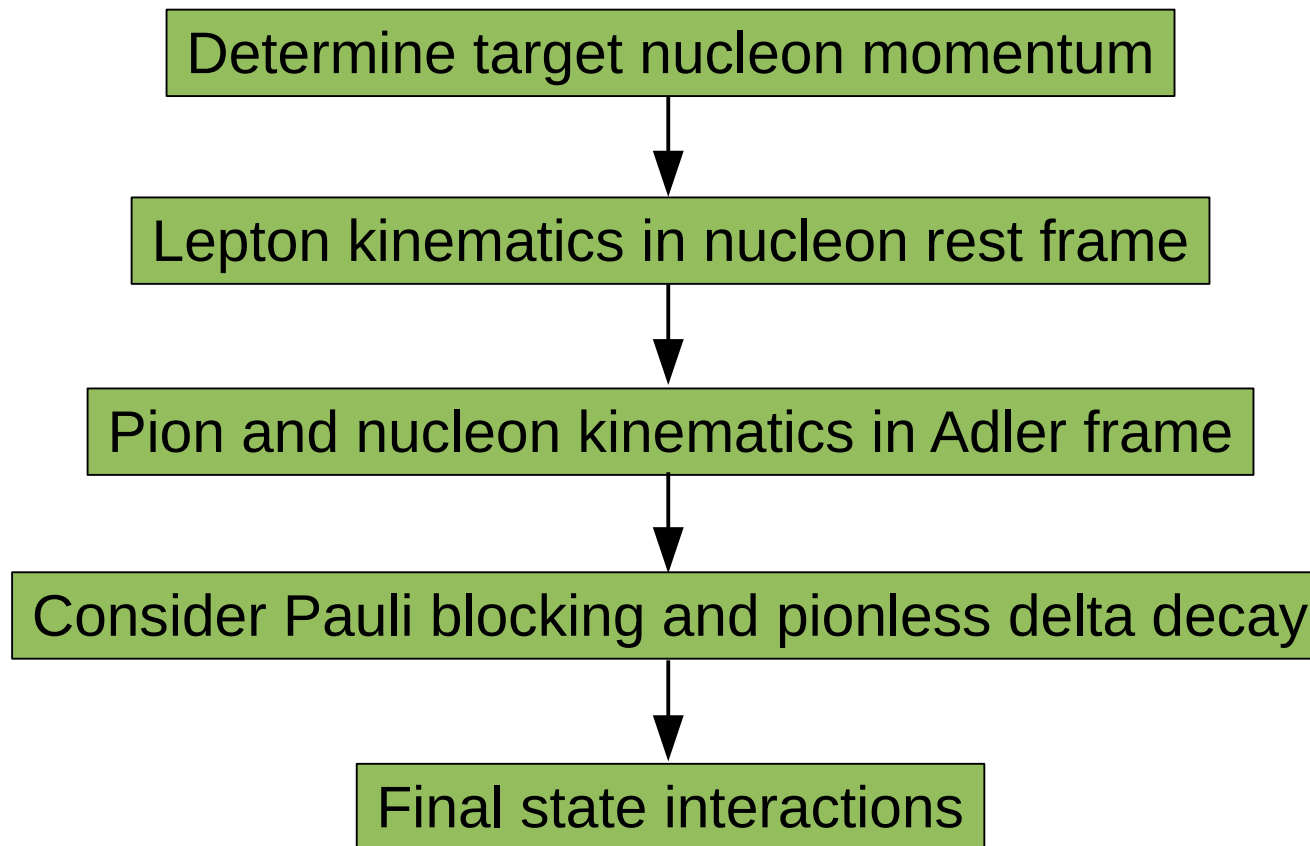 Determine target nucleon momentum
Lepton kinematics in nucleon rest frame
Pion and nucleon kinematics in Adler frame
Consider Pauli blocking and pionless delta decay
Final state interactions